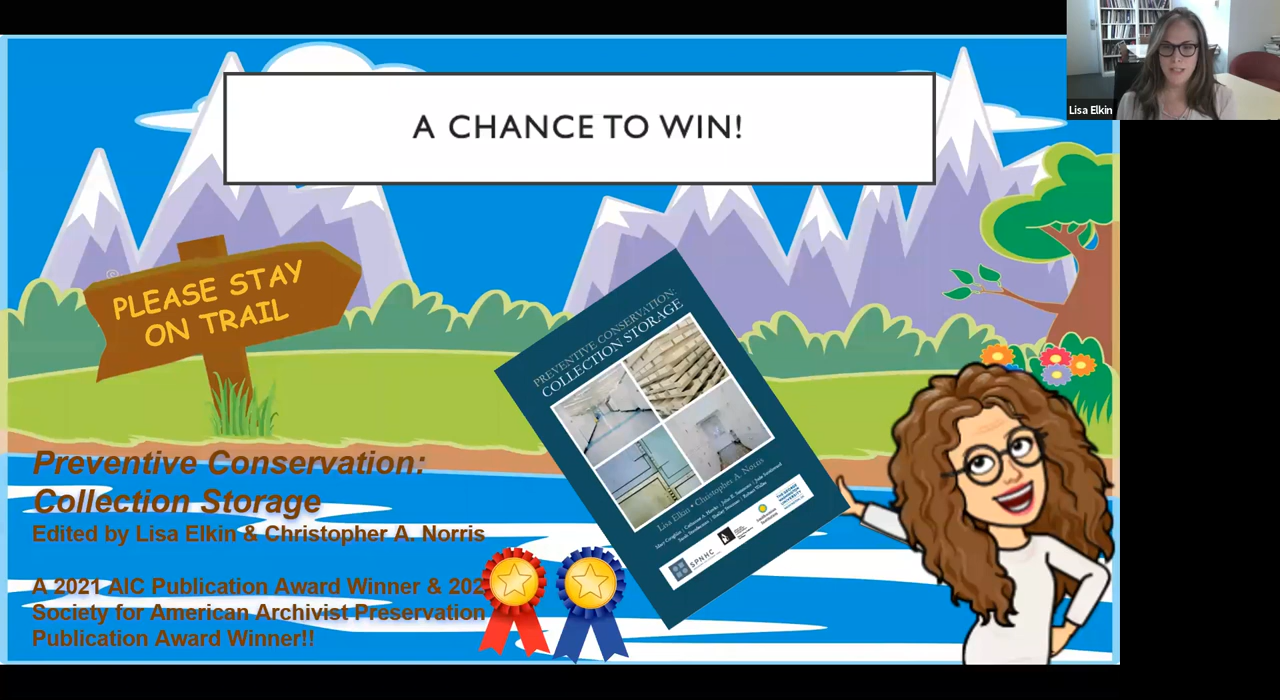 A CHANCE TO WIN!
Lisa Elkin
PLEASE STAY
ON TRAIL
©
PREVENTIVE CONSERVATION:
COLLECTION STORAGE
Lisa Elkin • Christopher A. Norris
SPNHC
Preventive Conservation:
Collection Storage
Edited by Lisa Elkin & Christopher A. Norris
A 2021 AIC Publication Award Winner & 202
Society for American Archivist Preservation
Publication Award Winner!!